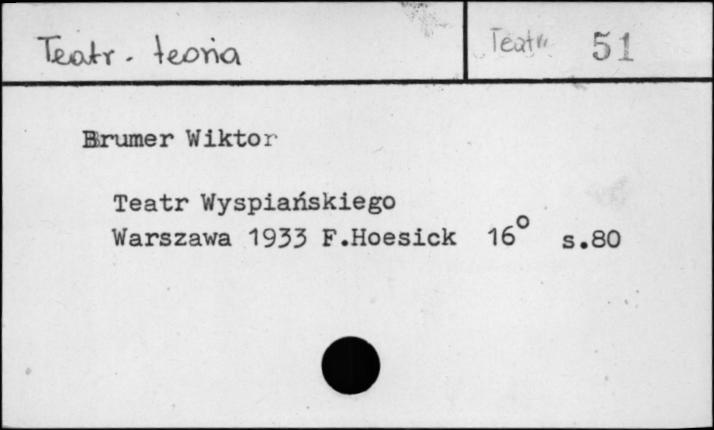 Teatr. teoria
Teatr 51
Brumer Wiktor
Teatr Wyspiańskiego
Warszawa 1933 F.Hoesick 16° s.80